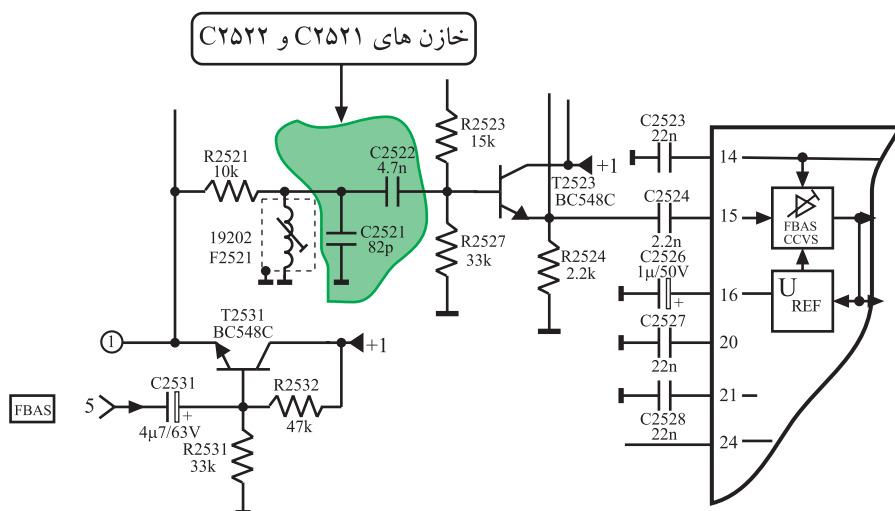 خازن های C۲۵۲۱ و C۲۵۲۲
R2521
10k
19202
F2521
C2522
4.7n
C2521
82p
R2523
15k
R2527
33k
T2523
BC548C
+1
R2524
2.2k
C2523
22n
14
C2524
2.2n
15
FBAS
CCVS
C2526
1µ/50V
+
16
U
REF
C2527
22n
20
C2528
22n
21
24
1
T2531
BC548C
+1
FBAS
5
C2531
4µ7/63V
+
R2532
47k
R2531
33k